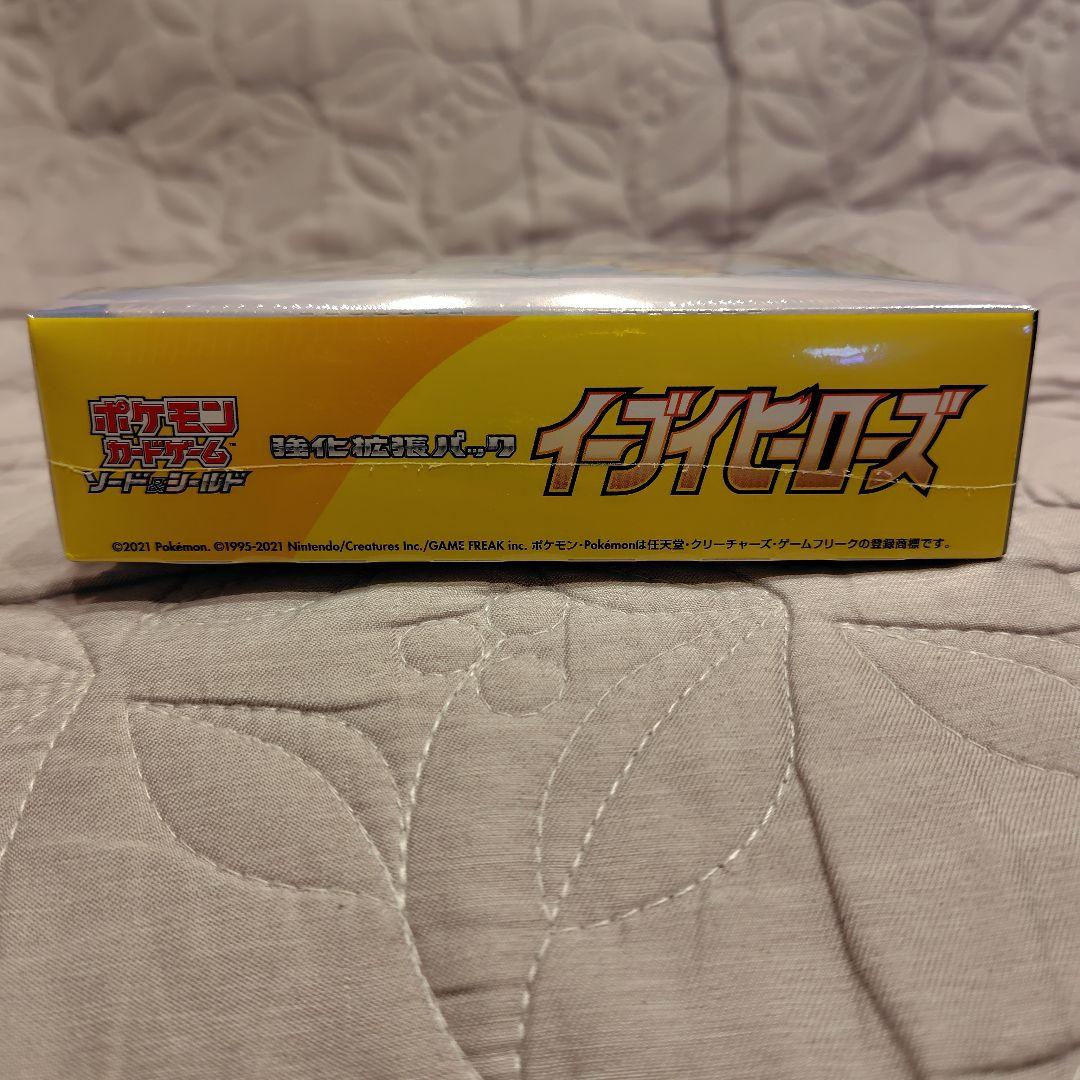 ポケモン
カードゲーム™
ソード&シールド
強化拡張パック
イーブイヒーローズ
©2021 Pokémon. ©1995-2021 Nintendo/Creatures Inc./GAME FREAK inc. ポケモン・Pokémonは任天堂・クリーチャーズ・ゲームフリークの登録商標です。